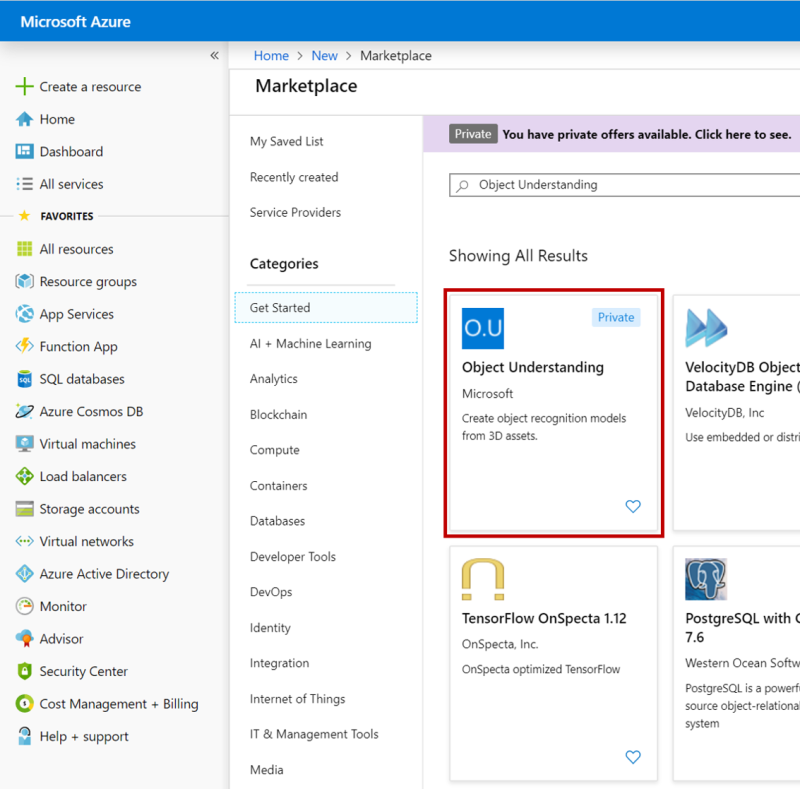 Microsoft Azure
«
Create a resource
Home
Dashboard
All services
FAVORITES
All resources
Resource groups
App Services
Function App
SQL databases
Azure Cosmos DB
Virtual machines
Load balancers
Storage accounts
Virtual networks
Azure Active Directory
Monitor
Advisor
Security Center
Cost Management + Billing
Help + support
Home > New > Marketplace
Marketplace
My Saved List
Recently created
Service Providers
Categories
Get Started
AI + Machine Learning
Analytics
Blockchain
Compute
Containers
Databases
Developer Tools
DevOps
Identity
Integration
Internet of Things
IT & Management Tools
Media
Private You have private offers available. Click here to see.
Object Understanding
Showing All Results
O.U
Private
Object Understanding
Microsoft
Create object recognition models
from 3D assets.
VelocityDB Object
Database Engine (
VelocityDB, Inc
Use embedded or distri
TensorFlow OnSpecta 1.12
OnSpecta, Inc.
OnSpecta optimized TensorFlow
PostgreSQL with C
7.6
Western Ocean Softw
PostgreSQL is a powerfu
source object-relational
system